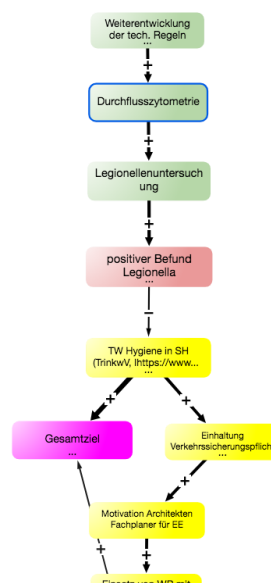 Weiterentwicklung
der tech. Regeln
...
+
Durchflusszytometrie
+
Legionellenuntersuch
ung
+
positiver Befund
Legionella
...
−
TW Hygiene in SH
(TrinkwV, lhttps://www...
...
+
+
Gesamtziel
...
Einhaltung
Verkehrssicherungspflich
...
+
Motivation Architekten
Fachplaner für EE
...
+
+
Einsatz von WP mit